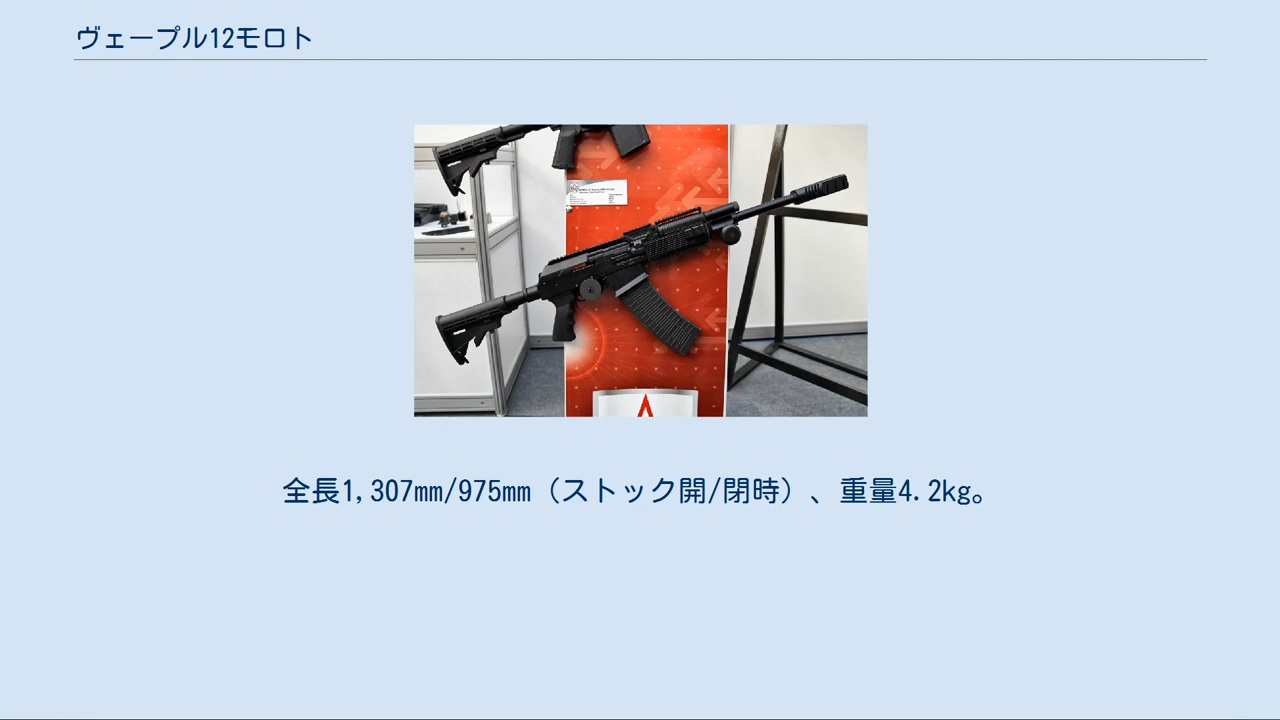 ヴェープル12モロト
全長1,307mm/975mm（ストック開/閉時）、重量4.2kg。